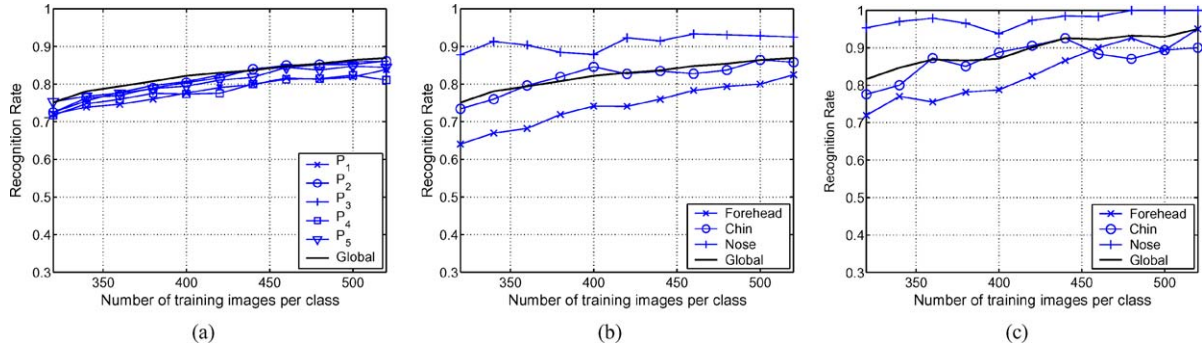 1
0.9
0.8
0.7
0.6
0.5
0.4
0.3
350
400
450
500
Recognition Rate
Number of training images per class
P1
P2
P3
P4
P5
Global
(a)
1
0.9
0.8
0.7
0.6
0.5
0.4
0.3
350
400
450
500
Recognition Rate
Number of training images per class
Forehead
Chin
Nose
Global
(b)
1
0.9
0.8
0.7
0.6
0.5
0.4
0.3
350
400
450
500
Recognition Rate
Number of training images per class
Forehead
Chin
Nose
Global
(c)